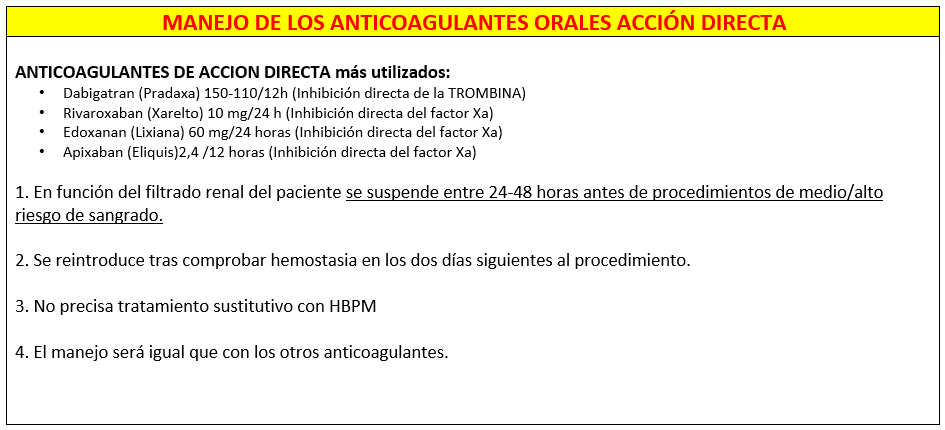 MANEJO DE LOS ANTICOAGULANTES ORALES ACCIÓN DIRECTA
ANTICOAGULANTES DE ACCION DIRECTA más utilizados:
• Dabigatran (Pradaxa) 150-110/12h (Inhibición directa de la TROMBINA)
• Rivaroxaban (Xarelto) 10 mg/24 h (Inhibición directa del factor Xa)
• Edoxanan (Lixiana) 60 mg/24 horas (Inhibición directa del factor Xa)
• Apixaban (Eliquis)2,4 /12 horas (Inhibición directa del factor Xa)
1. En función del filtrado renal del paciente se suspende entre 24-48 horas antes de procedimientos de medio/alto
riesgo de sangrado.
2. Se reintroduce tras comprobar hemostasia en los dos días siguientes al procedimiento.
3. No precisa tratamiento sustitutivo con HBPM
4. El manejo será igual que con los otros anticoagulantes.